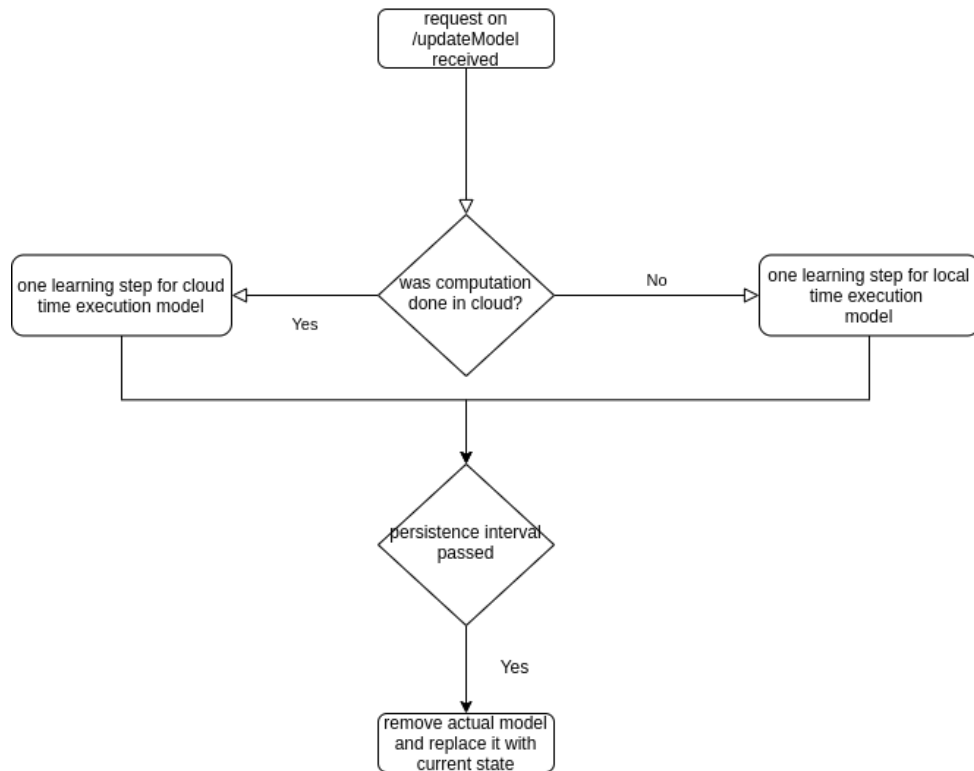 request on
/updateModel
received
was computation
done in cloud?
one learning step for cloud
time execution model
Yes
No
one learning step for local
time execution
model
persistence interval
passed
Yes
remove actual model
and replace it with
current state